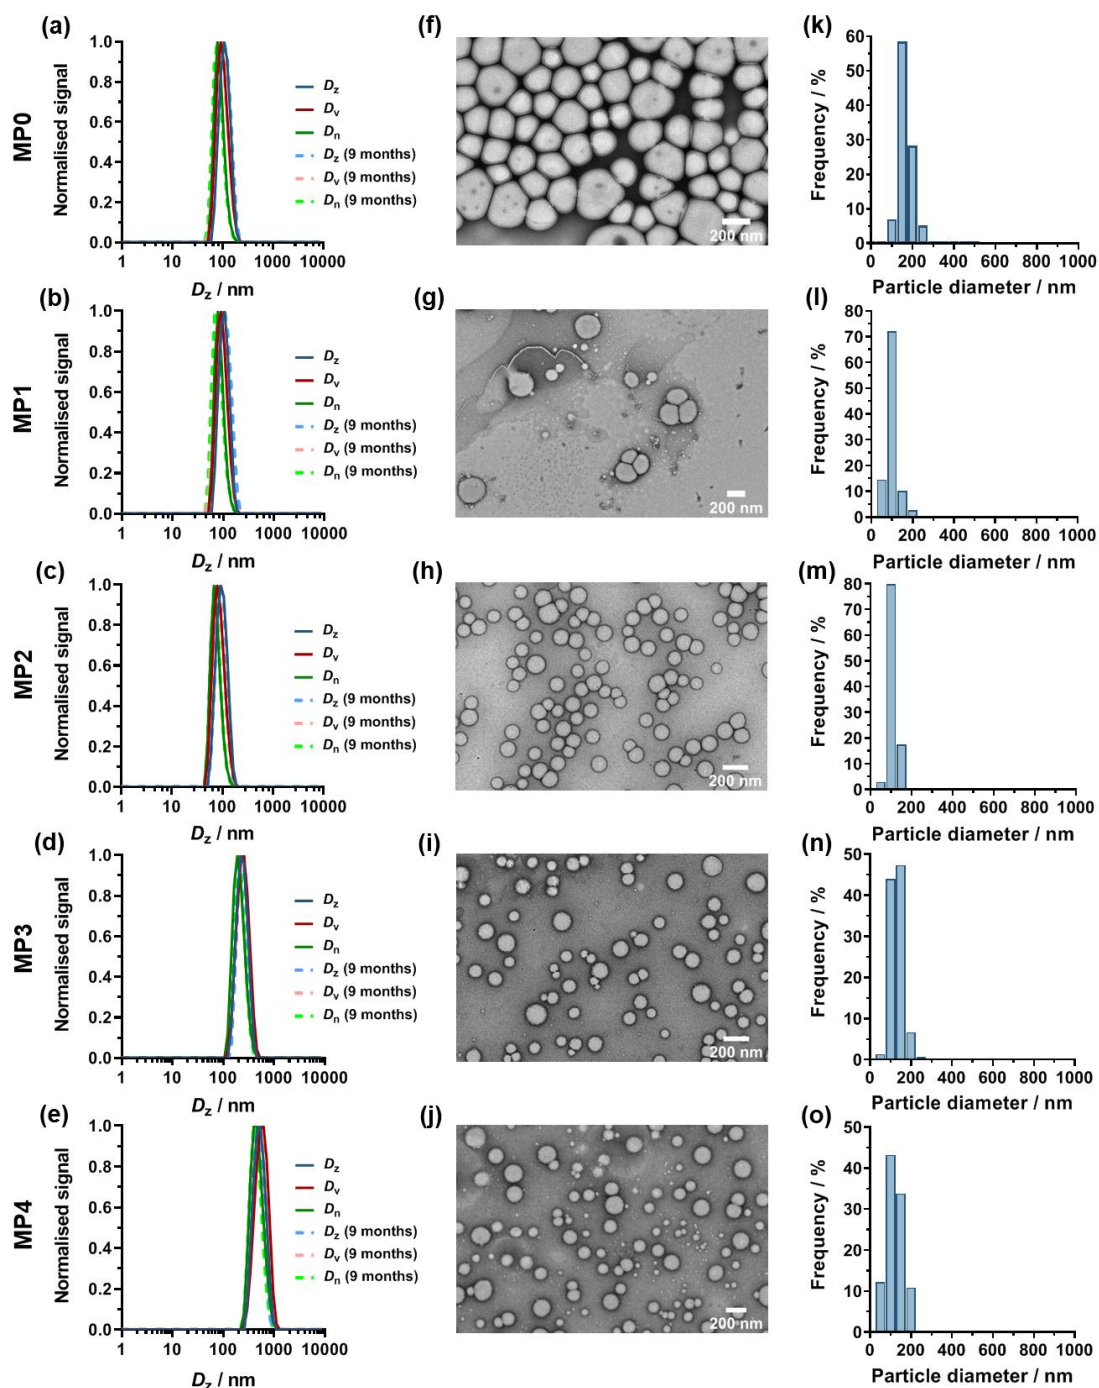 (a)
(f)
(k)
MP0
Normalised signal
1.0
0.8
0.6
0.4
0.2
0.0
1 10 100 1000 10000
Dz / nm
Dz
Dv
Dn
Dz (9 months)
Dv (9 months)
Dn (9 months)
200 nm
Frequency / %
60
50
40
30
20
10
0
0 200 400 600 800 1000
Particle diameter / nm
(b)
(g)
(l)
MP1
Normalised signal
1.0
0.8
0.6
0.4
0.2
0.0
1 10 100 1000 10000
Dz / nm
Dz
Dv
Dn
Dz (9 months)
Dv (9 months)
Dn (9 months)
200 nm
Frequency / %
80
70
60
50
40
30
20
10
0
0 200 400 600 800 1000
Particle diameter / nm
(c)
(h)
(m)
MP2
Normalised signal
1.0
0.8
0.6
0.4
0.2
0.0
1 10 100 1000 10000
Dz / nm
Dz
Dv
Dn
Dz (9 months)
Dv (9 months)
Dn (9 months)
200 nm
Frequency / %
80
70
60
50
40
30
20
10
0
0 200 400 600 800 1000
Particle diameter / nm
(d)
(i)
(n)
MP3
Normalised signal
1.0
0.8
0.6
0.4
0.2
0.0
1 10 100 1000 10000
Dz / nm
Dz
Dv
Dn
Dz (9 months)
Dv (9 months)
Dn (9 months)
200 nm
Frequency / %
50
40
30
20
10
0
0 200 400 600 800 1000
Particle diameter / nm
(e)
(j)
(o)
MP4
Normalised signal
1.0
0.8
0.6
0.4
0.2
0.0
1 10 100 1000 10000
Dz / nm
Dz
Dv
Dn
Dz (9 months)
Dv (9 months)
Dn (9 months)
200 nm
Frequency / %
50
40
30
20
10
0
0 200 400 600 800 1000
Particle diameter / nm